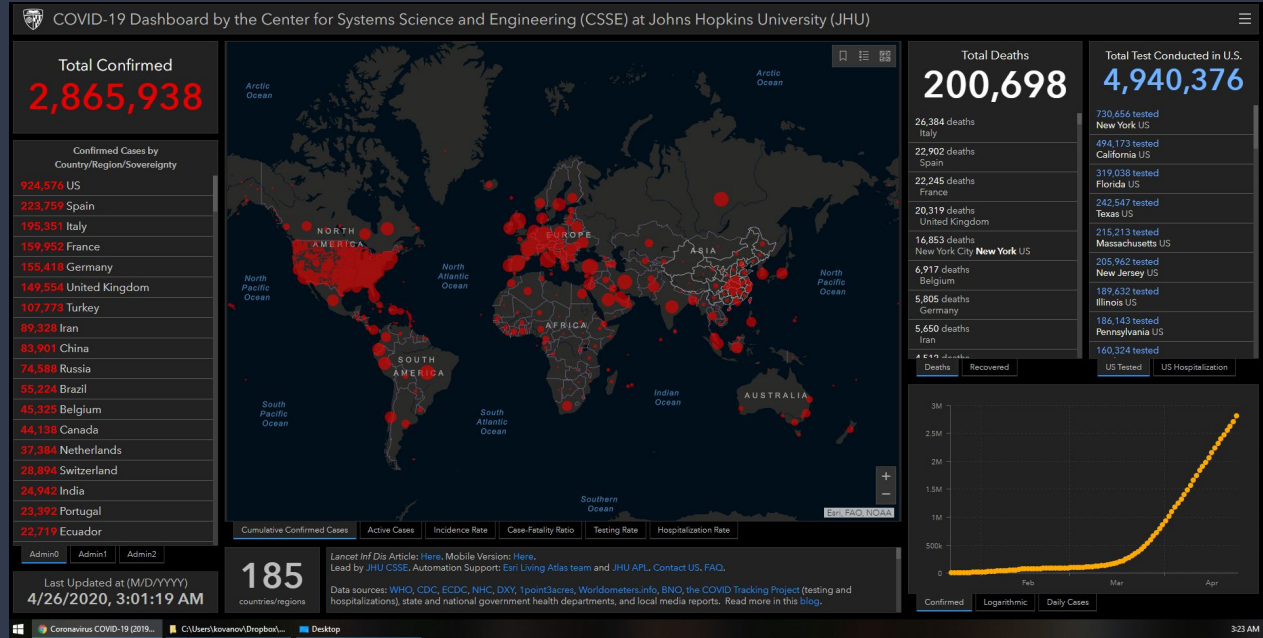 COVID-19 Dashboard by the Center for Systems Science and Engineering (CSSE) at Johns Hopkins University (JHU)
Total Confirmed
2,865,938
Confirmed Cases by
Country/Region/Sovereignty
924,576 US
223,759 Spain
195,351 Italy
159,952 France
155,418 Germany
149,554 United Kingdom
107,773 Turkey
89,328 Iran
83,901 China
74,588 Russia
55,224 Brazil
45,325 Belgium
44,138 Canada
37,384 Netherlands
28,894 Switzerland
24,942 India
23,392 Portugal
22,719 Ecuador
Admin0 Admin1 Admin2
Last Updated at (M/D/YYYY)
4/26/2020, 3:01:19 AM
Arctic
Ocean
Arctic
Ocean
NORTH
AMERICA
EUROPE
ASIA
North
Pacific
Ocean
North
Atlantic
Ocean
North
Pacific
Ocean
AFRICA
SOUTH
AMERICA
Indian
Ocean
AUSTRALIA
South
Pacific
Ocean
South
Atlantic
Ocean
Southern
Ocean
+
−
Esri, FAO, NOAA
Cumulative Confirmed Cases Active Cases Incidence Rate Case-Fatality Ratio Testing Rate Hospitalization Rate
185
countries/regions
Lancet Inf Dis Article: Here. Mobile Version: Here.
Lead by JHU CSSE. Automation Support: Esri Living Atlas team and JHU APL. Contact US. FAQ.
Data sources: WHO, CDC, ECDC, NHC, DXY, 1point3acres, Worldometers.info, BNO, the COVID Tracking Project (testing and
hospitalizations), state and national government health departments, and local media reports. Read more in this blog.
Total Deaths
200,698
26,384 deaths
Italy
22,902 deaths
Spain
22,245 deaths
France
20,319 deaths
United Kingdom
16,853 deaths
New York City New York US
6,917 deaths
Belgium
5,805 deaths
Germany
5,650 deaths
Iran
Deaths Recovered
Total Test Conducted in U.S.
4,940,376
730,656 tested
New York US
494,173 tested
California US
319,038 tested
Florida US
242,547 tested
Texas US
215,213 tested
Massachusetts US
205,962 tested
New Jersey US
189,632 tested
Illinois US
186,143 tested
Pennsylvania US
160,324 tested
US Tested US Hospitalization
3M
2.5M
2M
1.5M
1M
500k
0
Feb Mar Apr
Confirmed Logarithmic Daily Cases
Coronavirus COVID-19 (2019... C:\Users\kovanov\Dropbox\... Desktop 3:23 AM